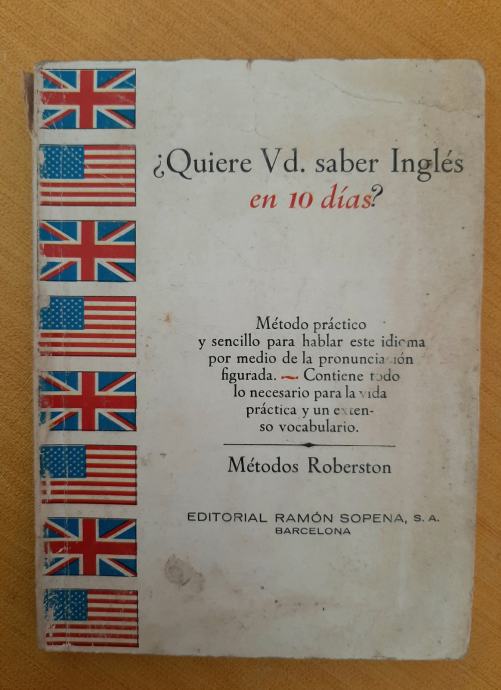 ¿Quiere Vd. saber Inglés
en 10 días?
Método práctico
y sencillo para hablar este idioma
por medio de la pronunciación
figurada. — Contiene todo
lo necesario para la vida
práctica y un exten-
so vocabulario.
Métodos Roberston
EDITORIAL RAMÓN SOPENA, S. A.
BARCELONA